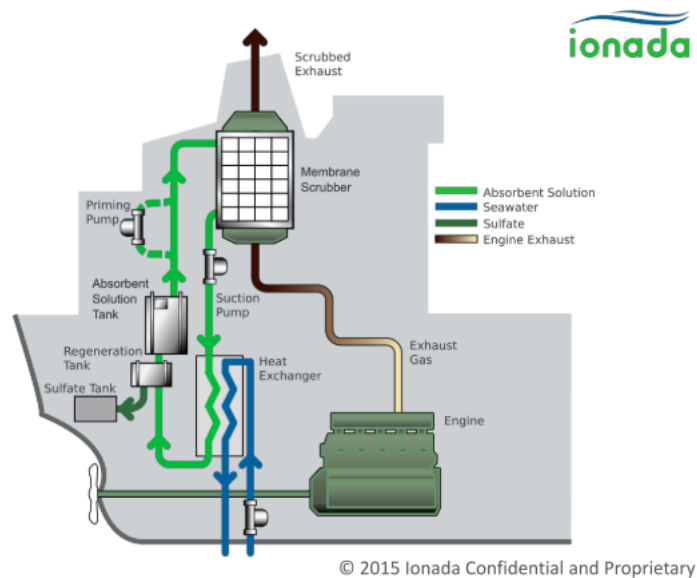 ionada
Scrubbed
Exhaust
Membrane
Scrubber
Priming
Pump
Absorbent Solution
Seawater
Sulfate
Engine Exhaust
Absorbent
Solution
Tank
Suction
Pump
Regeneration
Tank
Heat
Exchanger
Exhaust
Gas
Sulfate Tank
Engine
© 2015 Ionada Confidential and Proprietary